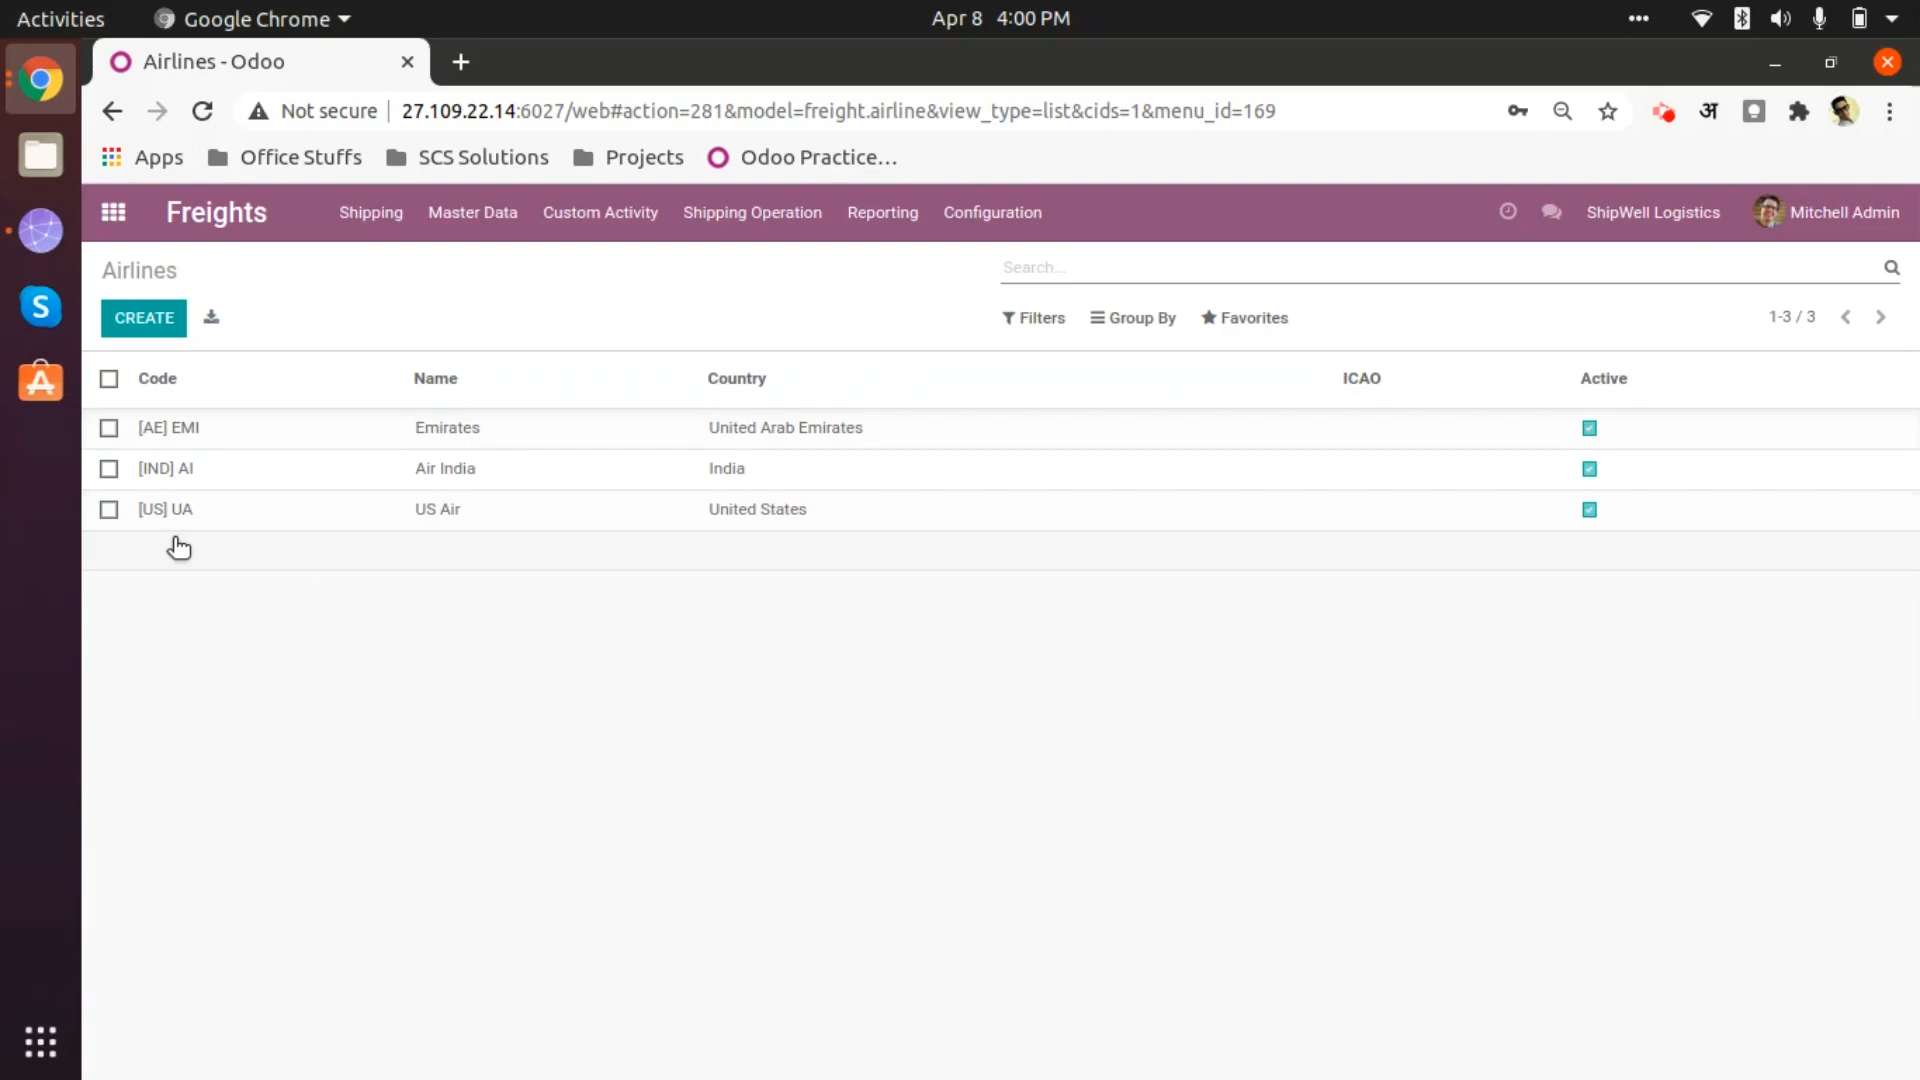 Activities Google Chrome Apr 8 4:00 PM
Airlines - Odoo
Not secure 27.109.22.14:6027/web#action=281&model=freight.airline&view_type=list&cids=1&menu_id=169 अ
Apps Office Stuffs SCS Solutions Projects Odoo Practice...
Freights Shipping Master Data Custom Activity Shipping Operation Reporting Configuration ShipWell Logistics Mitchell Admin
Airlines Search...
CREATE Filters Group By Favorites 1-3 / 3
Code Name Country ICAO Active
[AE] EMI Emirates United Arab Emirates
[IND] AI Air India India
[US] UA US Air United States